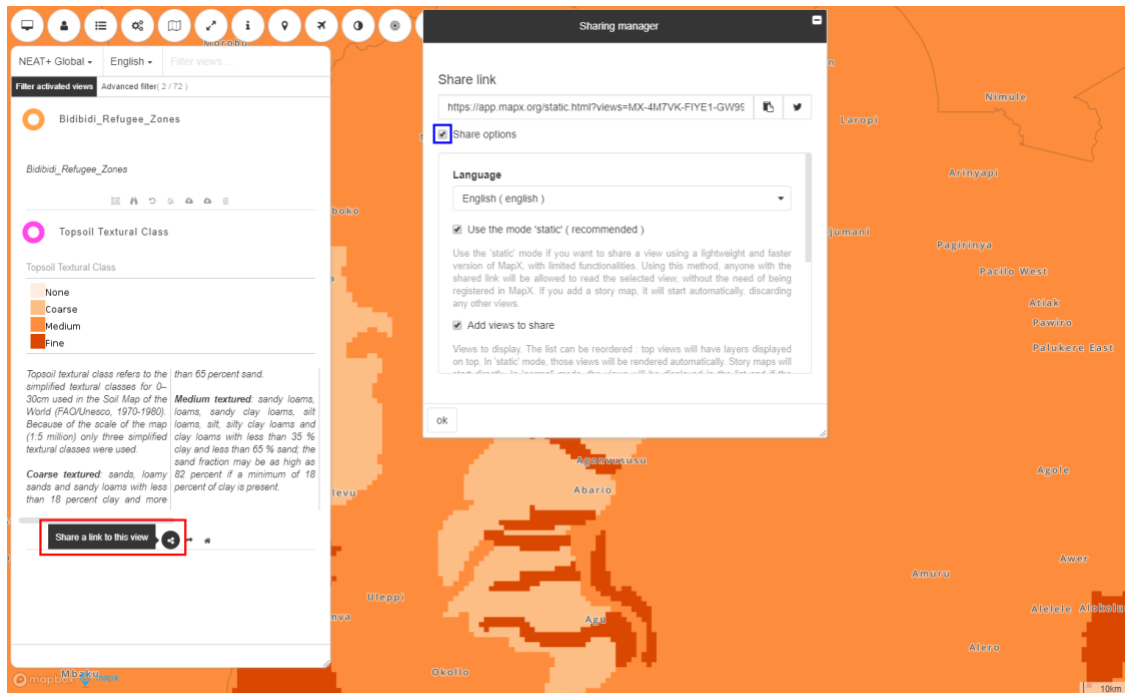 Morobo
NEAT+ Global
English
Filter views ...
Filter activated views
Advanced filter( 2 / 72 )
Bidibidi_Refugee_Zones
Bidibidi_Refugee_Zones
Topsoil Textural Class
Topsoil Textural Class
None
Coarse
Medium
Fine
Topsoil textural class refers to the
simplified textural classes for 0–
30cm used in the Soil Map of the
World (FAO/Unesco, 1970-1980).
Because of the scale of the map
(1:5 million) only three simplified
textural classes were used.
Coarse textured: sands, loamy
sands and sandy loams with less
than 18 percent clay and more
than 65 percent sand.
Medium textured: sandy loams,
loams, sandy clay loams, silt
loams, silt, silty clay loams and
clay loams with less than 35 %
clay and less than 65 % sand; the
sand fraction may be as high as
82 percent if a minimum of 18
percent of clay is present.
Share a link to this view
Sharing manager
Share link
https://app.mapx.org/static.html?views=MX-4M7VK-FIYE1-GW99
Share options
Language
English ( english )
Use the mode 'static' ( recommended )
Use the 'static' mode if you want to share a view using a lightweight and faster
version of MapX, with limited functionalities. Using this method, anyone with the
shared link will be allowed to read the selected view, without the need of being
registered in MapX. If you add a story map, it will start automatically, discarding
any other views.
Add views to share
Views to display. The list can be reordered : top views will have layers displayed
on top. In 'static' mode, those views will be rendered automatically. Story maps will
ok
Nimule
Laropi
Arinyapi
boko
jumani
Pagirinya
Pacilo West
Atiak
Pawiro
Palukere East
Agonvususu
Abario
levu
Agole
Awer
Amuru
Uleppi
mva
Ago
Alelele
Alokolu
Alero
Okollo
Mbaku
mapbox
mapx
10km